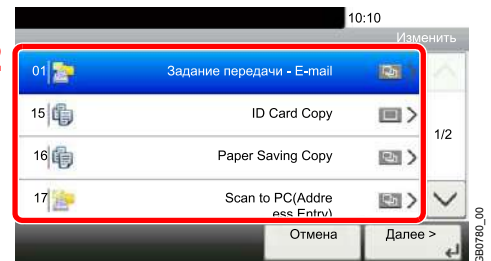 10:10
Изменить
01 Задание передачи - E-mail
15 ID Card Copy
16 Paper Saving Copy
1/2
17 Scan to PC(Addre
ess Entry)
Отмена Далее >
GB0780_00